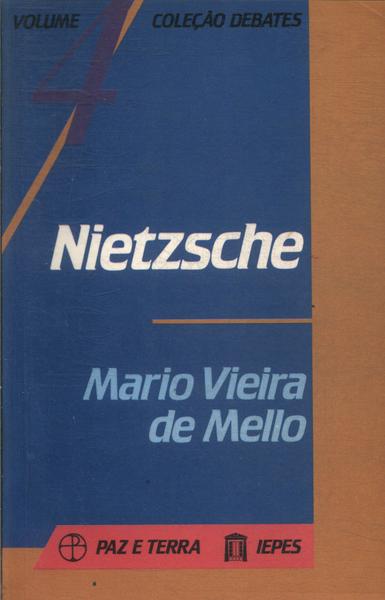 VOLUME COLEÇÃO DEBATES
4
Nietzsche
Mario Vieira
de Mello
PAZ E TERRA IEPES